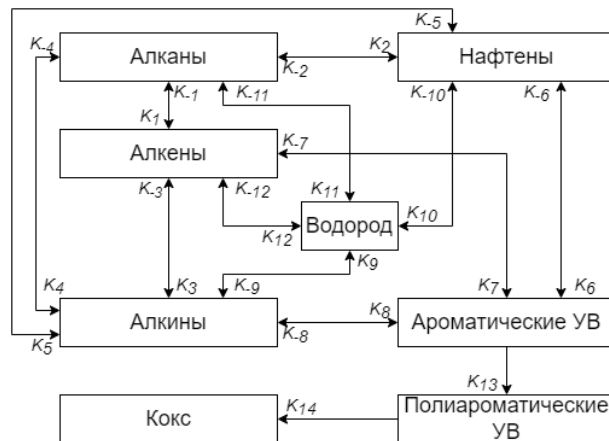 K-5
K-4 Алканы K2 Нафтены
K-2
K-1 K-11 K-10 K-6
K1
Алкены K-7
K-3 K-12 K11
Водород K10
K12
K9
K4 K3 K-9 K7 K6
Алкины K8 Ароматические УВ
K5 K-8
K13
Кокс K14 Полиароматические
УВ